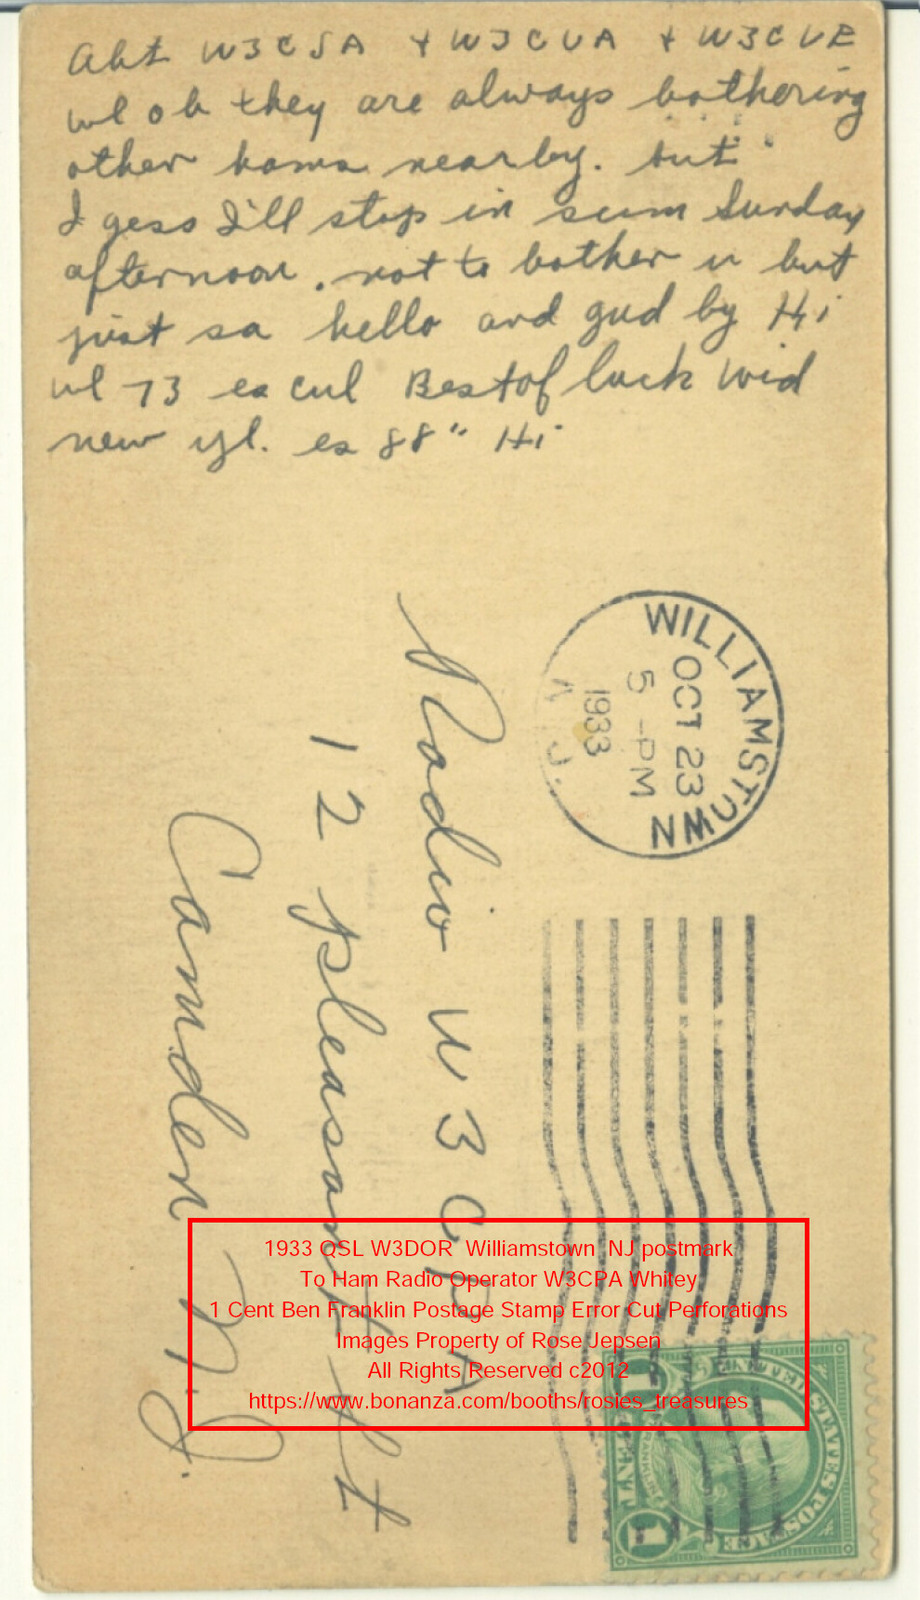 Abt W3CSA + W3CUA + W3CVE
wl ob they are always bothering
other hams nearby. but
I gess I'll stop in sum Sunday
afternoon. not to bother u but
just sa hello and gud by Hi
wl 73 es cul Best of luck wid
new yl. es 88" Hi
WILLIAMSTOWN
OCT 23
5 -PM
1933
N.J.
Radio W3CPA
12 pleasant st
Camden N.J.
1933 QSL W3DOR Williamstown NJ postmark
To Ham Radio Operator W3CPA Whitey
1 Cent Ben Franklin Postage Stamp Error Cut Perforations
Images Property of Rose Jepsen
All Rights Reserved c2012
https://www.bonanza.com/booths/rosies_treasures
1